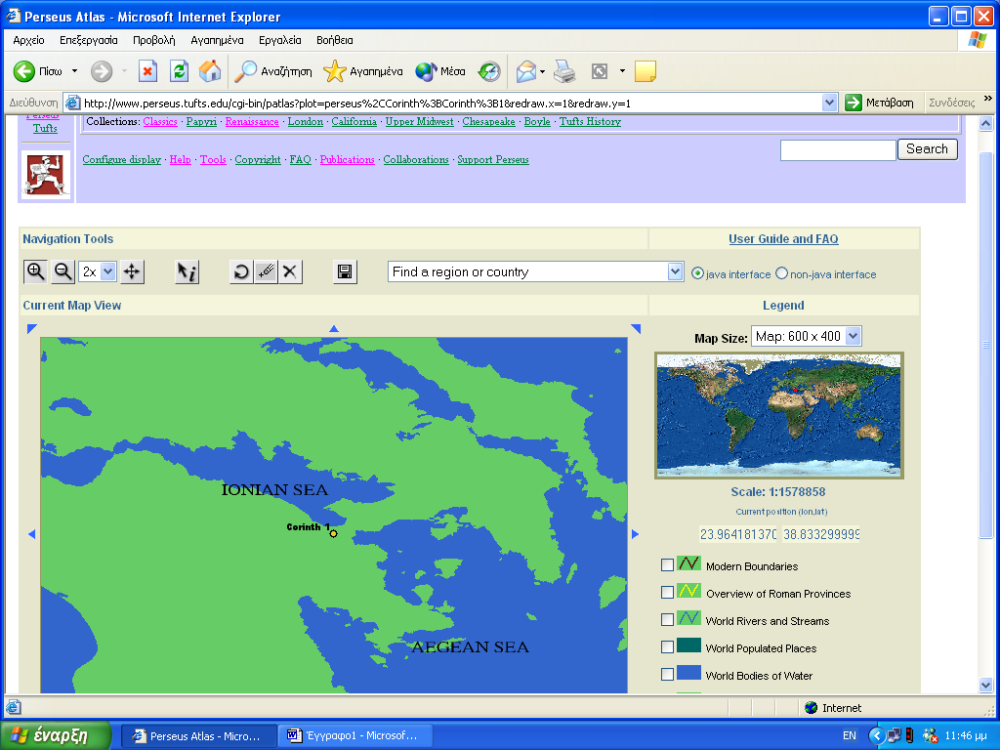 Perseus Atlas - Microsoft Internet Explorer
Αρχείο Επεξεργασία Προβολή Αγαπημένα Εργαλεία Βοήθεια
Πίσω Αναζήτηση Αγαπημένα Μέσα
Διεύθυνση http://www.perseus.tufts.edu/cgi-bin/patlas?plot=perseus%2CCorinth%3BCorinth%3B1&redraw.x=1&redraw.y=1 Μετάβαση Συνδέσεις »
Perseus
Tufts
Collections: Classics · Papyri · Renaissance · London · California · Upper Midwest · Chesapeake · Boyle · Tufts History
Configure display · Help · Tools · Copyright · FAQ · Publications · Collaborations · Support Perseus
Search
Navigation Tools
User Guide and FAQ
2x
Find a region or country
java interface non-java interface
Current Map View
Legend
Map Size: Map: 600 x 400
IONIAN SEA
Corinth 1
AEGEAN SEA
Scale: 1:1578858
Current position (lon,lat)
23.964181370 38.833299999
Modern Boundaries
Overview of Roman Provinces
World Rivers and Streams
World Populated Places
World Bodies of Water
Internet
έναρξη
Perseus Atlas - Micro...
Έγγραφο1 - Microsof...
EN
11:46 μμ